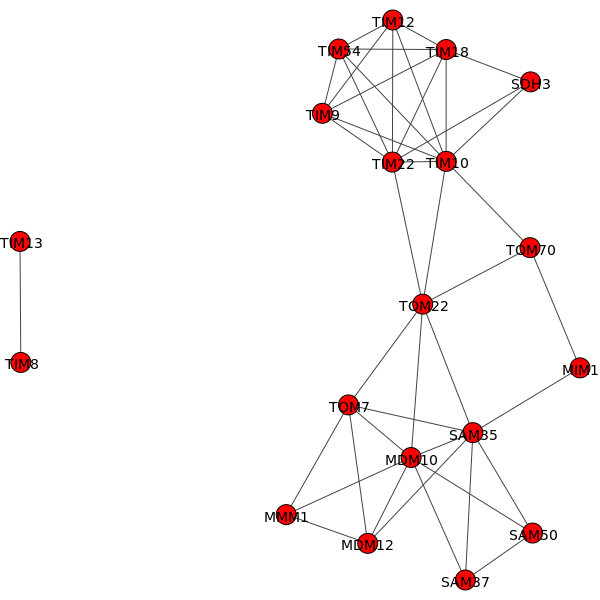 TIM12
TIM54
TIM18
SDH3
TIM9
TIM22
TIM10
TIM13
TOM70
TOM22
TIM8
MIM1
TOM7
SAM35
MDM10
MMM1
MDM12
SAM50
SAM37